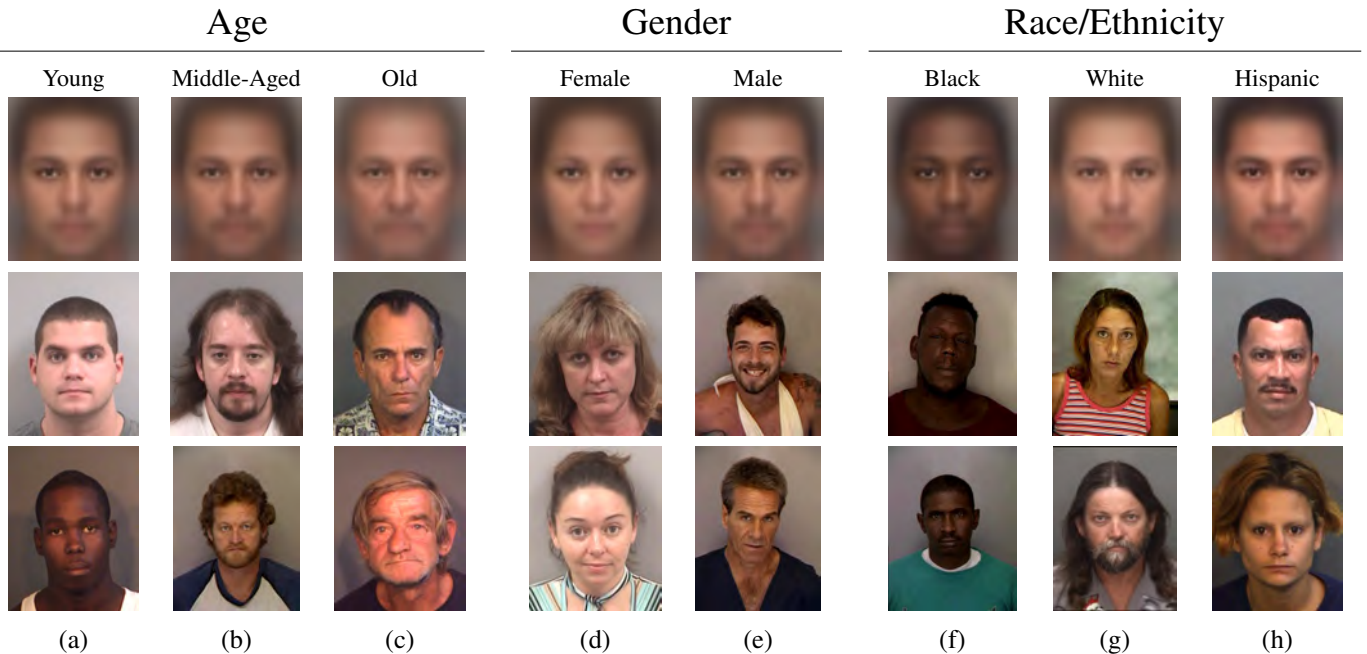 Age Gender Race/Ethnicity
Young Middle-Aged Old Female Male Black White Hispanic
(a) (b) (c) (d) (e) (f) (g) (h)